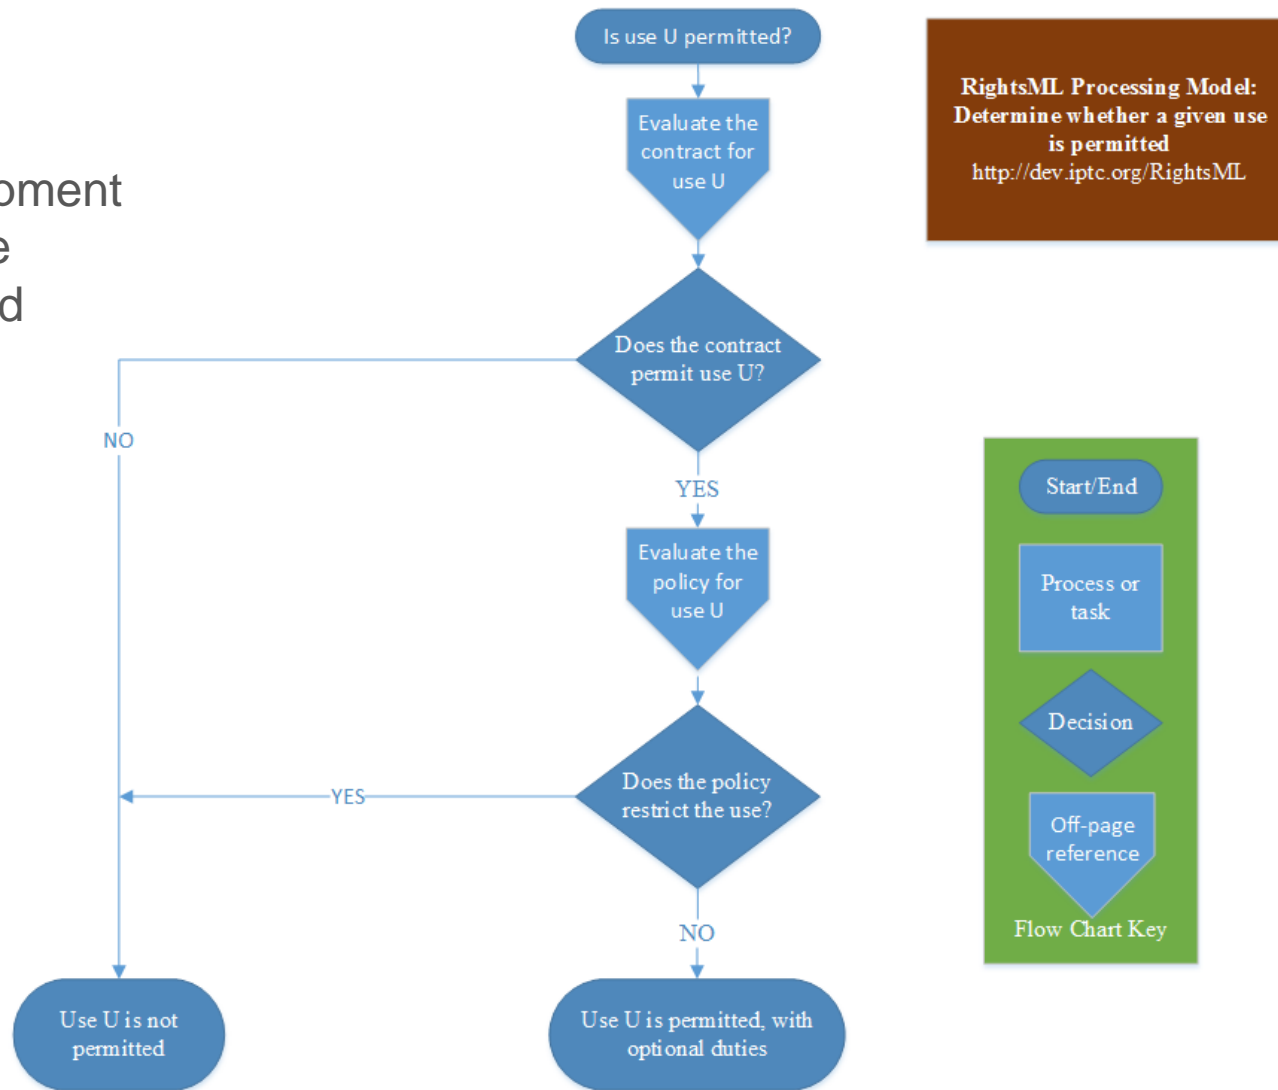 Is use U permitted?
Evaluate the
contract for
use U
Does the contract
permit use U?
NO
YES
Evaluate the
policy for
use U
Does the policy
restrict the use?
YES
NO
Use U is not
permitted
Use U is permitted, with
optional duties
RightsML Processing Model:
Determine whether a given use
is permitted
http://dev.iptc.org/RightsML
Start/End
Process or
task
Decision
Off-page
reference
Flow Chart Key